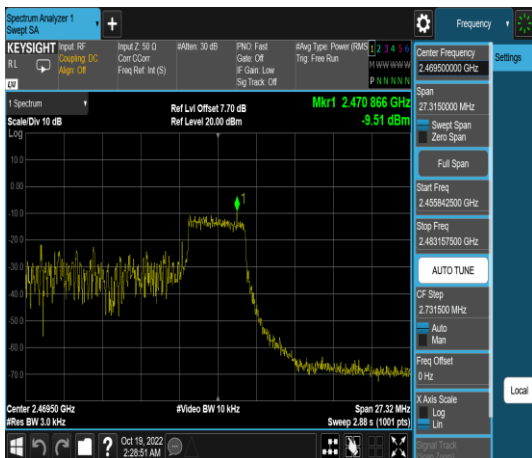 Spectrum Analyzer 1
Swept SA
Frequency
KEYSIGHT
Input: RF
Coupling: DC
Align: Off
Input Z: 50 Ω
Corr CCorr
Freq Ref: Int (S)
#Atten: 30 dB
PNO: Fast
Gate: Off
IF Gain: Low
Sig Track: Off
#Avg Type: Power (RMS
Trig: Free Run
1 2 3 4 5 6
M W W W W W
P N N N N N
R L
LXI
1 Spectrum
Scale/Div 10 dB
Ref Lvl Offset 7.70 dB
Ref Level 20.00 dBm
Mkr1 2.470 866 GHz
-9.51 dBm
Log
10.0
0.00
-10.0
-20.0
-30.0
-40.0
-50.0
-60.0
-70.0
1
Center 2.46950 GHz
#Res BW 3.0 kHz
#Video BW 10 kHz
Span 27.32 MHz
Sweep 2.88 s (1001 pts)
Oct 19, 2022
2:28:51 AM
Center Frequency
2.469500000 GHz
Settings
Span
27.3150000 MHz
Swept Span
Zero Span
Full Span
Start Freq
2.455842500 GHz
Stop Freq
2.483157500 GHz
AUTO TUNE
CF Step
2.731500 MHz
Auto
Man
Freq Offset
0 Hz
X Axis Scale
Log
Lin
Local
Signal Track